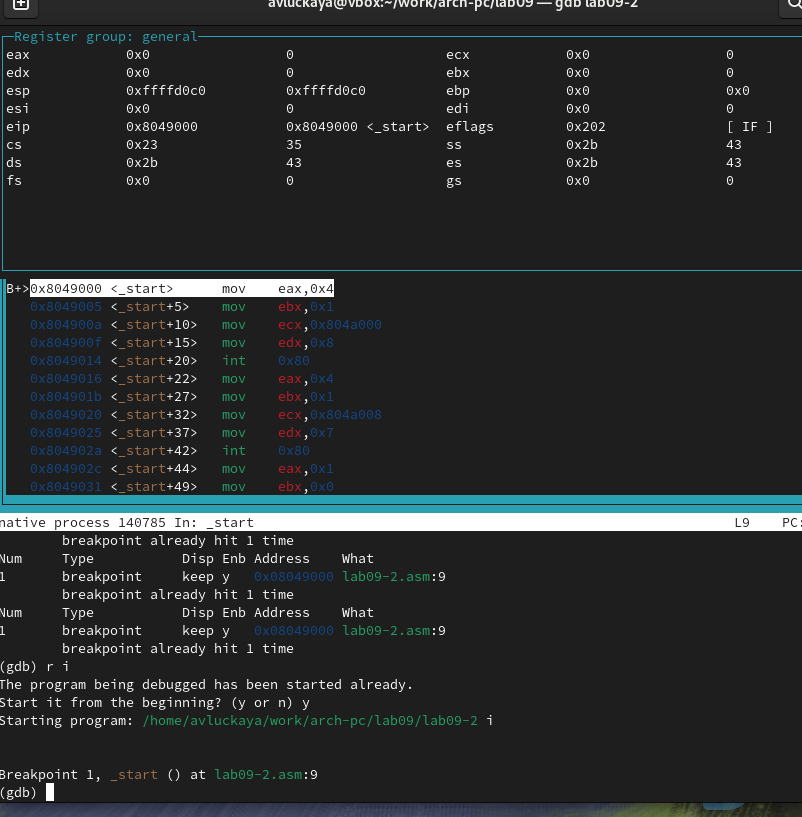 avluckaya@vbox:~/work/arch-pc/lab09 — gdb lab09-2
Register group: general
eax 0x0 0 ecx 0x0 0
edx 0x0 0 ebx 0x0 0
esp 0xffffd0c0 0xffffd0c0 ebp 0x0 0x0
esi 0x0 0 edi 0x0 0
eip 0x8049000 0x8049000 <_start> eflags 0x202 [ IF ]
cs 0x23 35 ss 0x2b 43
ds 0x2b 43 es 0x2b 43
fs 0x0 0 gs 0x0 0
B+>0x8049000 <_start> mov eax,0x4
0x8049005 <_start+5> mov ebx,0x1
0x804900a <_start+10> mov ecx,0x804a000
0x804900f <_start+15> mov edx,0x8
0x8049014 <_start+20> int 0x80
0x8049016 <_start+22> mov eax,0x4
0x804901b <_start+27> mov ebx,0x1
0x8049020 <_start+32> mov ecx,0x804a008
0x8049025 <_start+37> mov edx,0x7
0x804902a <_start+42> int 0x80
0x804902c <_start+44> mov eax,0x1
0x8049031 <_start+49> mov ebx,0x0
native process 140785 In: _start L9 PC:
breakpoint already hit 1 time
Num Type Disp Enb Address What
1 breakpoint keep y 0x08049000 lab09-2.asm:9
breakpoint already hit 1 time
Num Type Disp Enb Address What
1 breakpoint keep y 0x08049000 lab09-2.asm:9
breakpoint already hit 1 time
(gdb) r i
The program being debugged has been started already.
Start it from the beginning? (y or n) y
Starting program: /home/avluckaya/work/arch-pc/lab09/lab09-2 i
Breakpoint 1, _start () at lab09-2.asm:9
(gdb)